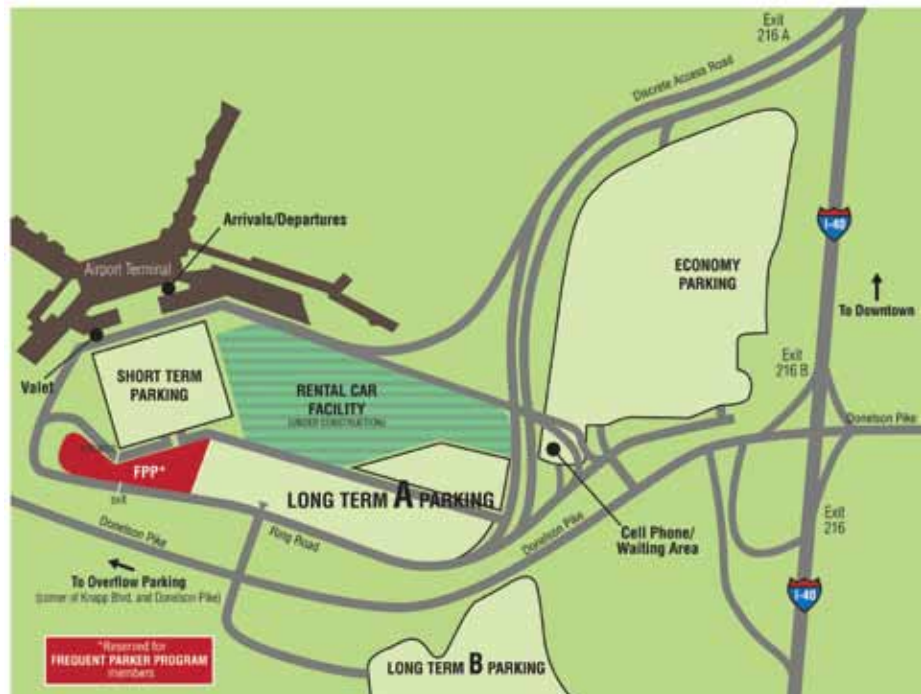 Exit
216 A
Discrete Access Road
Arrivals/Departures
Airport Terminal
I-40
ECONOMY
PARKING
To Downtown
Valet
SHORT TERM
PARKING
RENTAL CAR
FACILITY
(UNDER CONSTRUCTION)
Exit
216 B
Donelson Pike
FPP*
Exit
LONG TERM A PARKING
Donelson Pike
Ring Road
Donelson Pike
Cell Phone/
Waiting Area
Exit
216
To Overflow Parking
(corner of Knapp Blvd. and Donelson Pike)
I-40
*Reserved for
FREQUENT PARKER PROGRAM
members
LONG TERM B PARKING